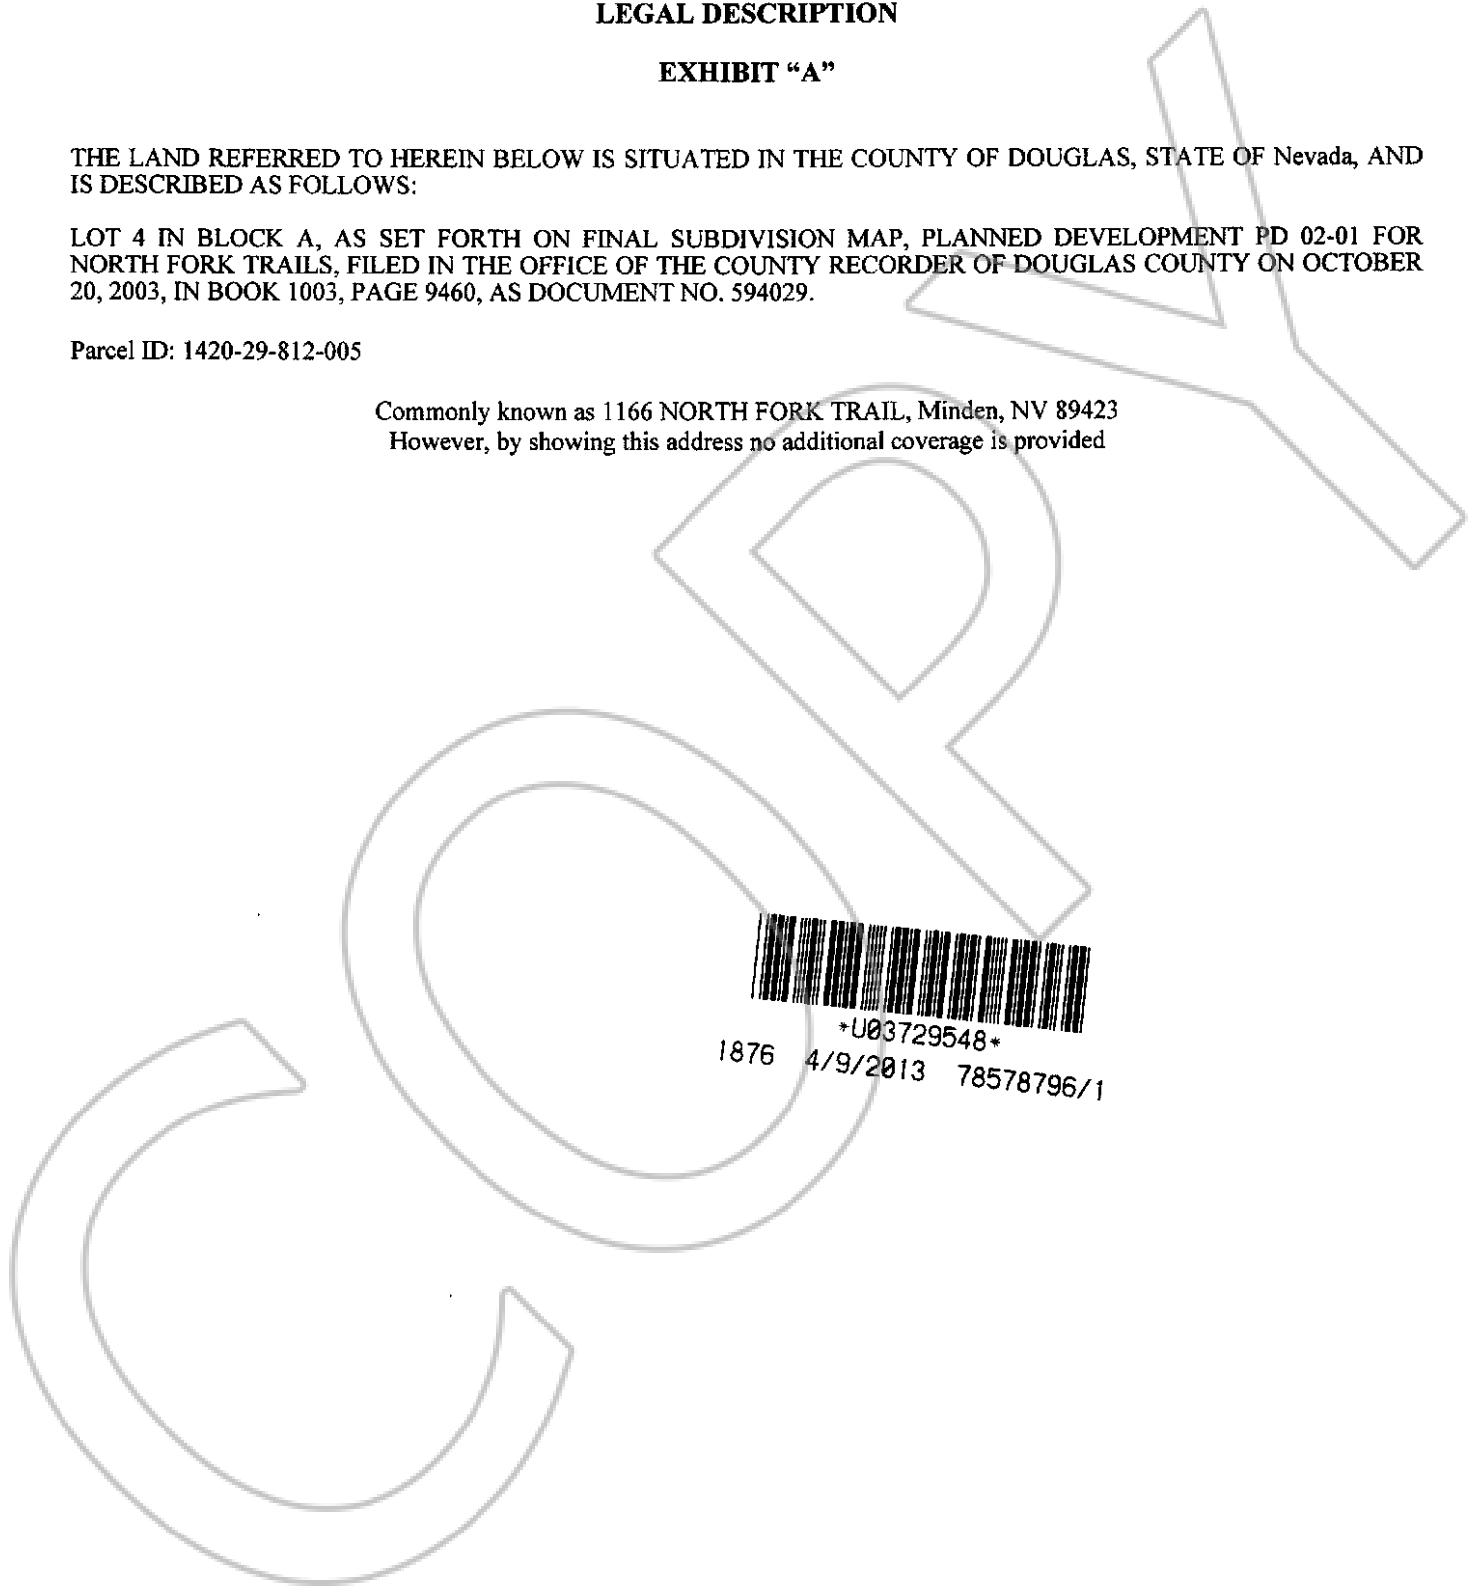 LEGAL DESCRIPTION
EXHIBIT “A”
THE LAND REFERRED TO HEREIN BELOW IS SITUATED IN THE COUNTY OF DOUGLAS, STATE OF Nevada, AND
IS DESCRIBED AS FOLLOWS:
LOT 4 IN BLOCK A, AS SET FORTH ON FINAL SUBDIVISION MAP, PLANNED DEVELOPMENT PD 02-01 FOR
NORTH FORK TRAILS, FILED IN THE OFFICE OF THE COUNTY RECORDER OF DOUGLAS COUNTY ON OCTOBER
20, 2003, IN BOOK 1003, PAGE 9460, AS DOCUMENT NO. 594029.
Parcel ID: 1420-29-812-005
Commonly known as 1166 NORTH FORK TRAIL, Minden, NV 89423
However, by showing this address no additional coverage is provided
COPY
*U03729548*
1876 4/9/2013 78578796/1